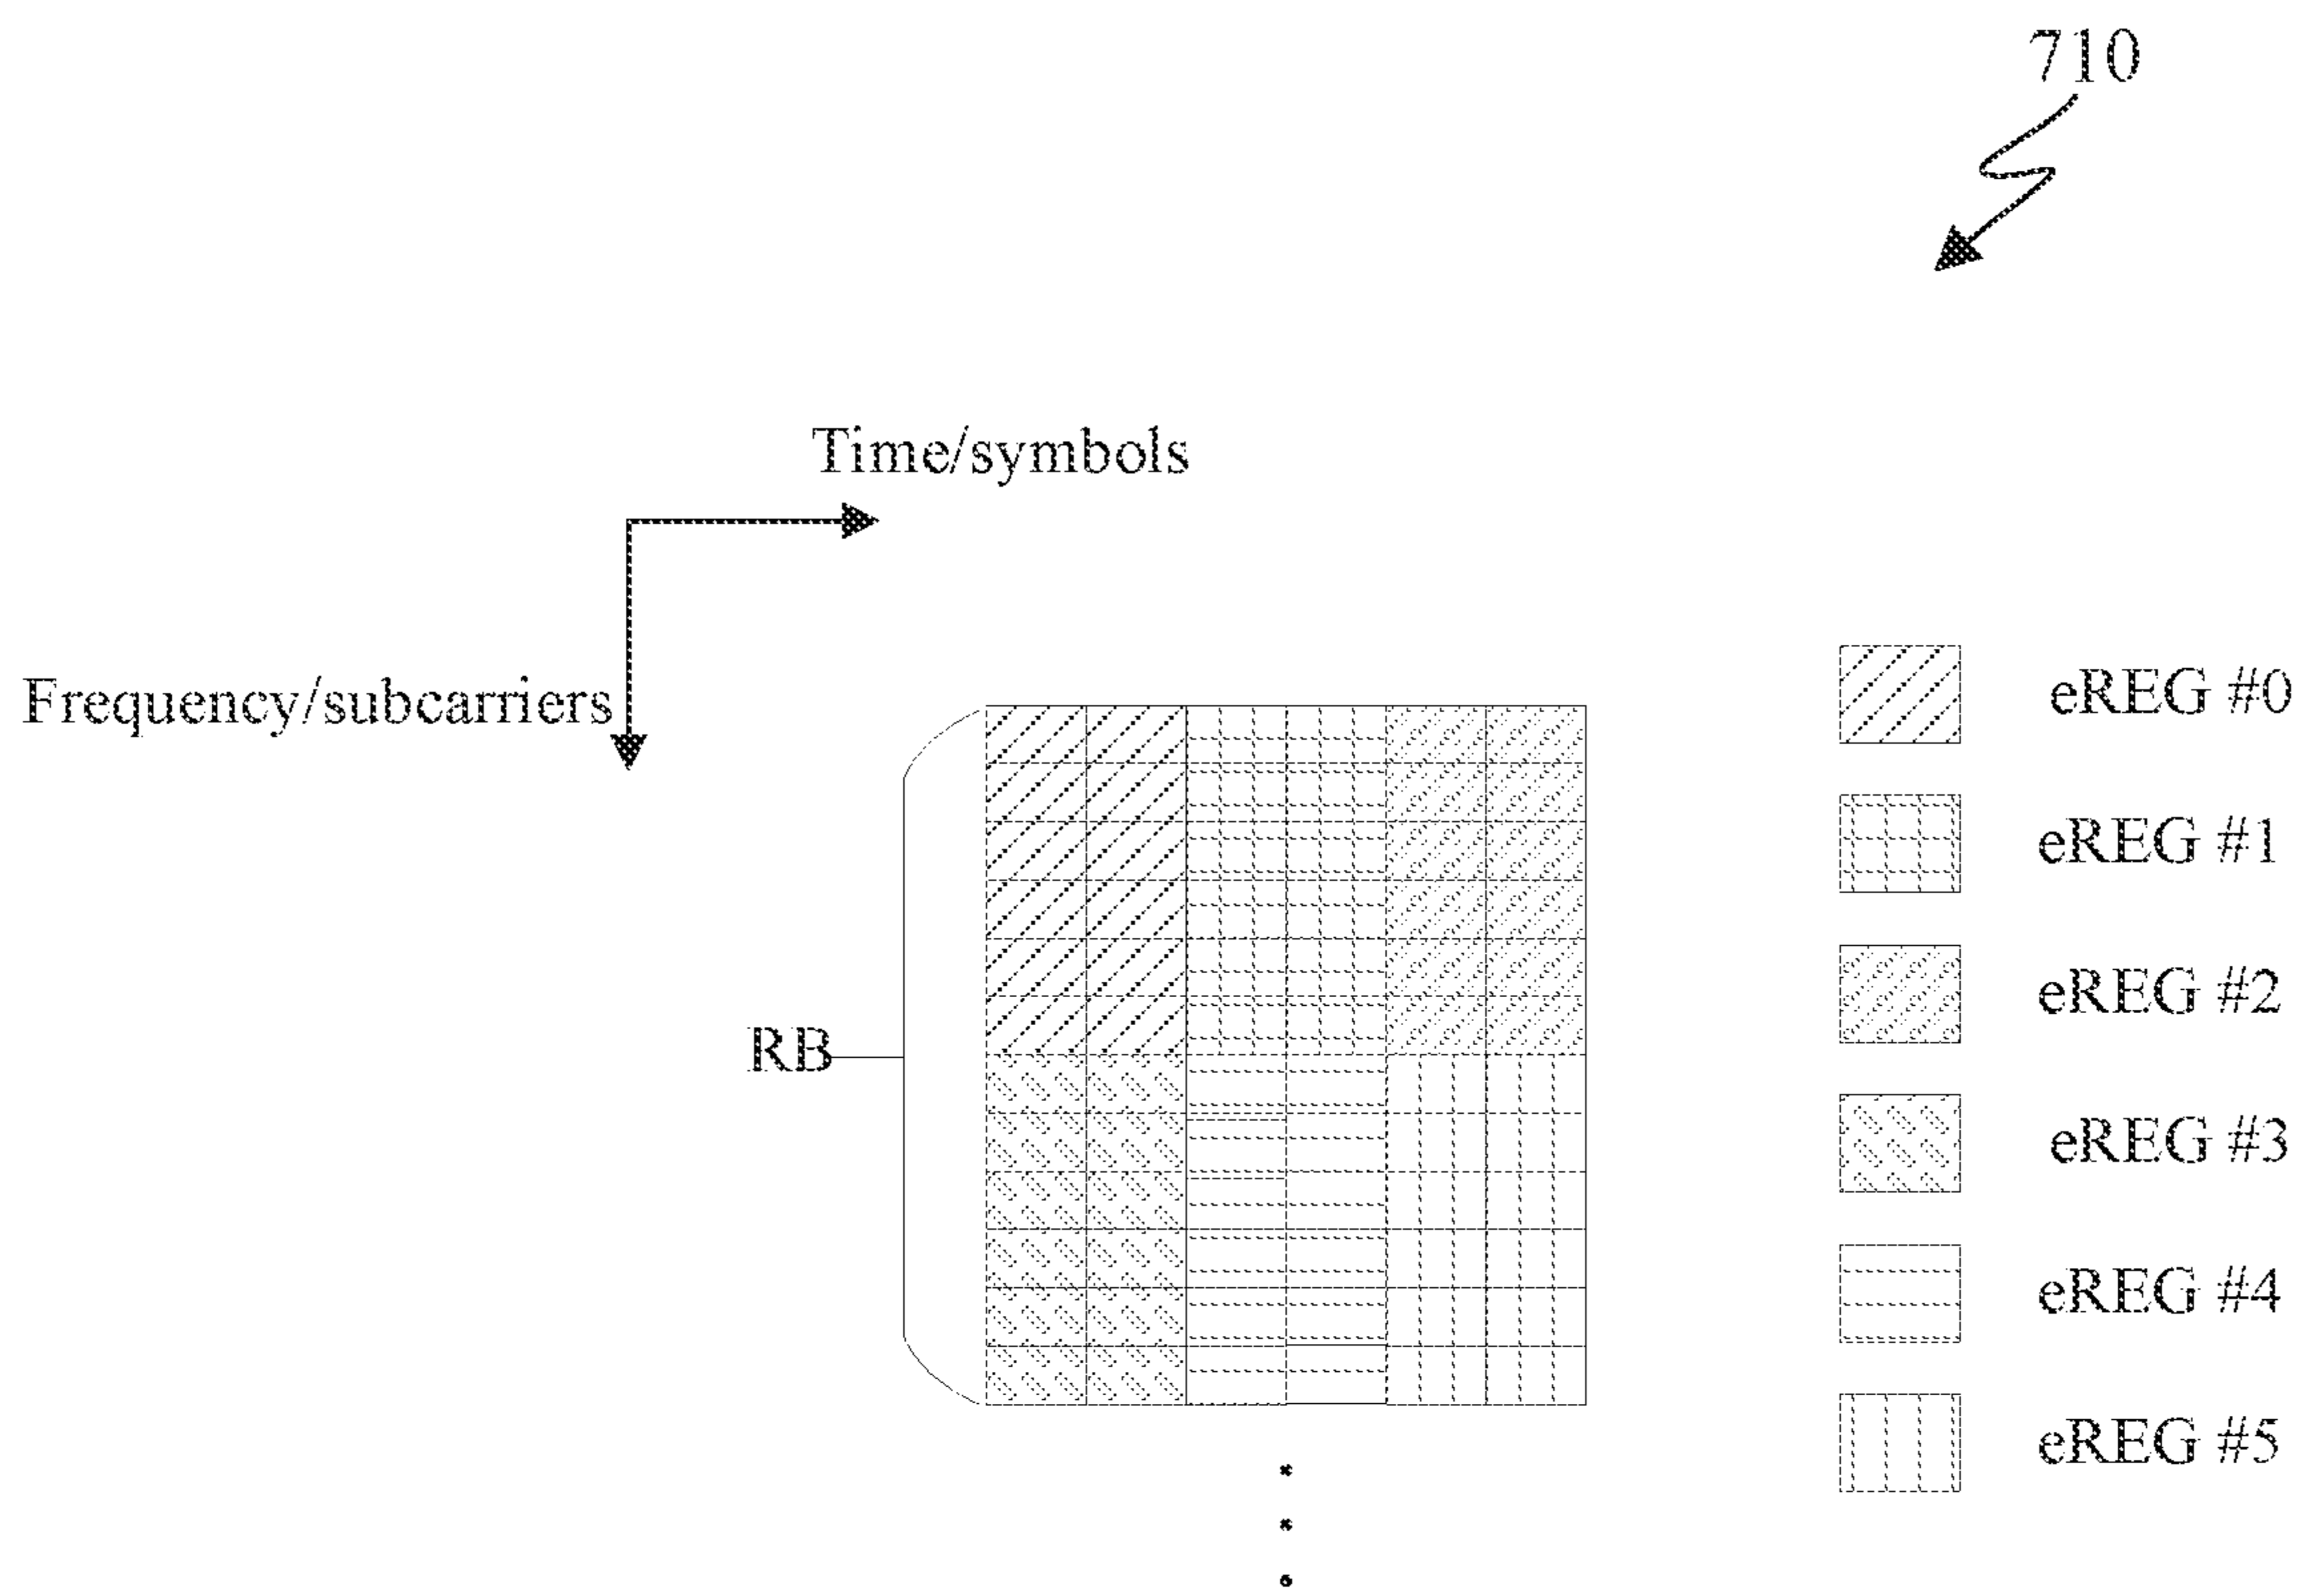 710
Time/symbols
Frequency/subcarriers
eREG #0
eREG #1
eREG #2
RB
eREG #3
eREG #4
eREG #5